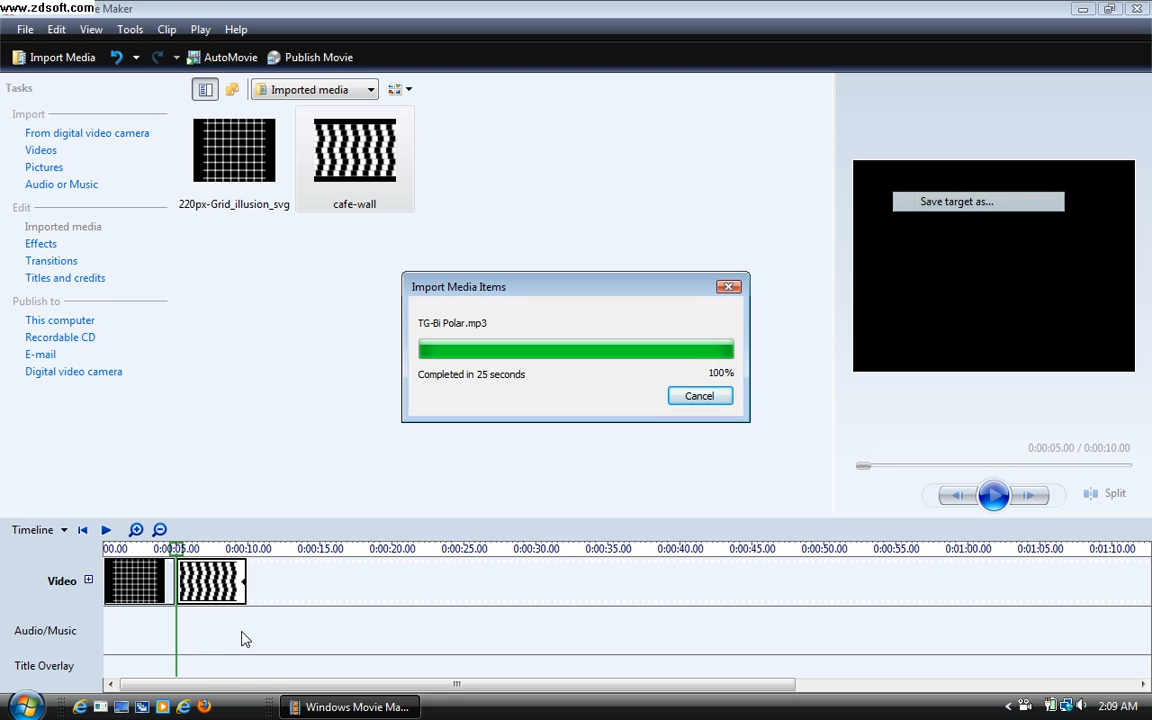 www.zdsoft.com e Maker
File Edit View Tools Clip Play Help
Import Media AutoMovie Publish Movie
Tasks
Imported media
Import
From digital video camera
Videos
Pictures
Audio or Music
Edit
Imported media
Effects
Transitions
Titles and credits
Publish to
This computer
Recordable CD
E-mail
Digital video camera
220px-Grid_illusion_svg
cafe-wall
Import Media Items
TG-Bi Polar.mp3
Completed in 25 seconds
100%
Cancel
Save target as...
0:00:05.00 / 0:00:10.00
Split
Timeline
00.00 0:00:05.00 0:00:10.00 0:00:15.00 0:00:20.00 0:00:25.00 0:00:30.00 0:00:35.00 0:00:40.00 0:00:45.00 0:00:50.00 0:00:55.00 0:01:00.00 0:01:05.00 0:01:10.00
Video
Audio/Music
Title Overlay
Windows Movie Ma...
2:09 AM